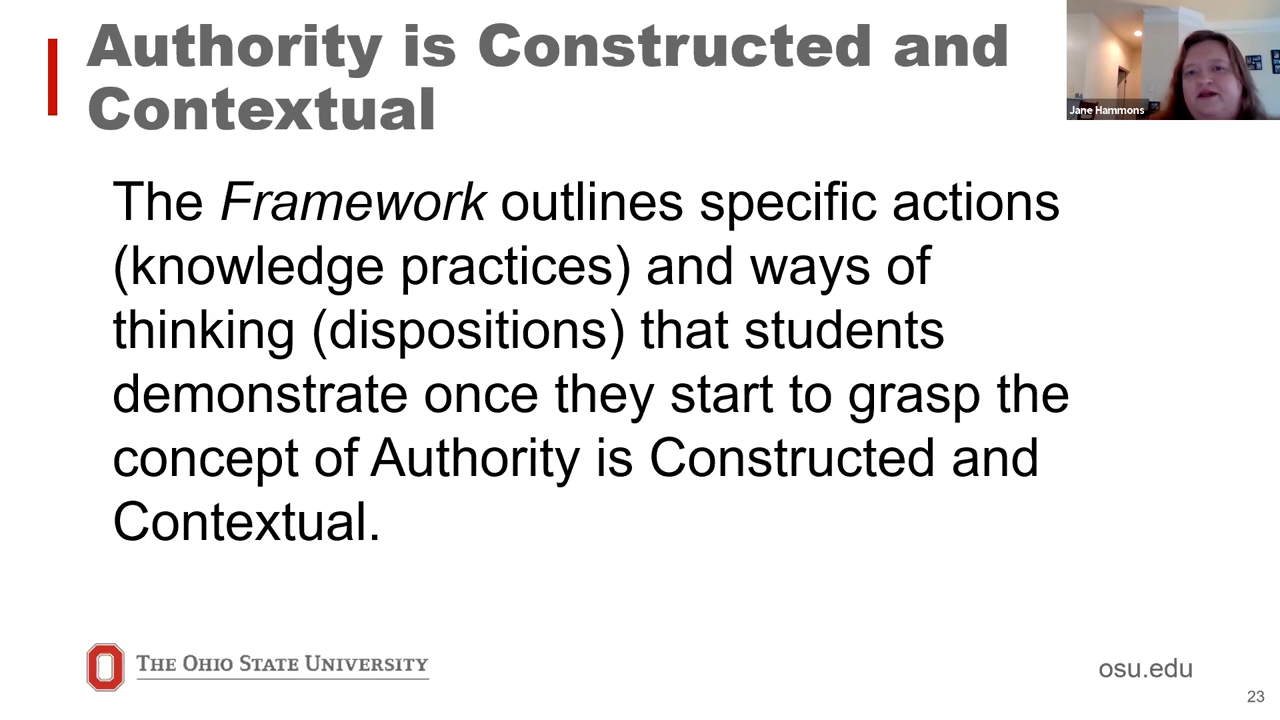 Authority is Constructed and
Contextual
Jane Hammons
The Framework outlines specific actions
(knowledge practices) and ways of
thinking (dispositions) that students
demonstrate once they start to grasp the
concept of Authority is Constructed and
Contextual.
THE OHIO STATE UNIVERSITY
osu.edu
23